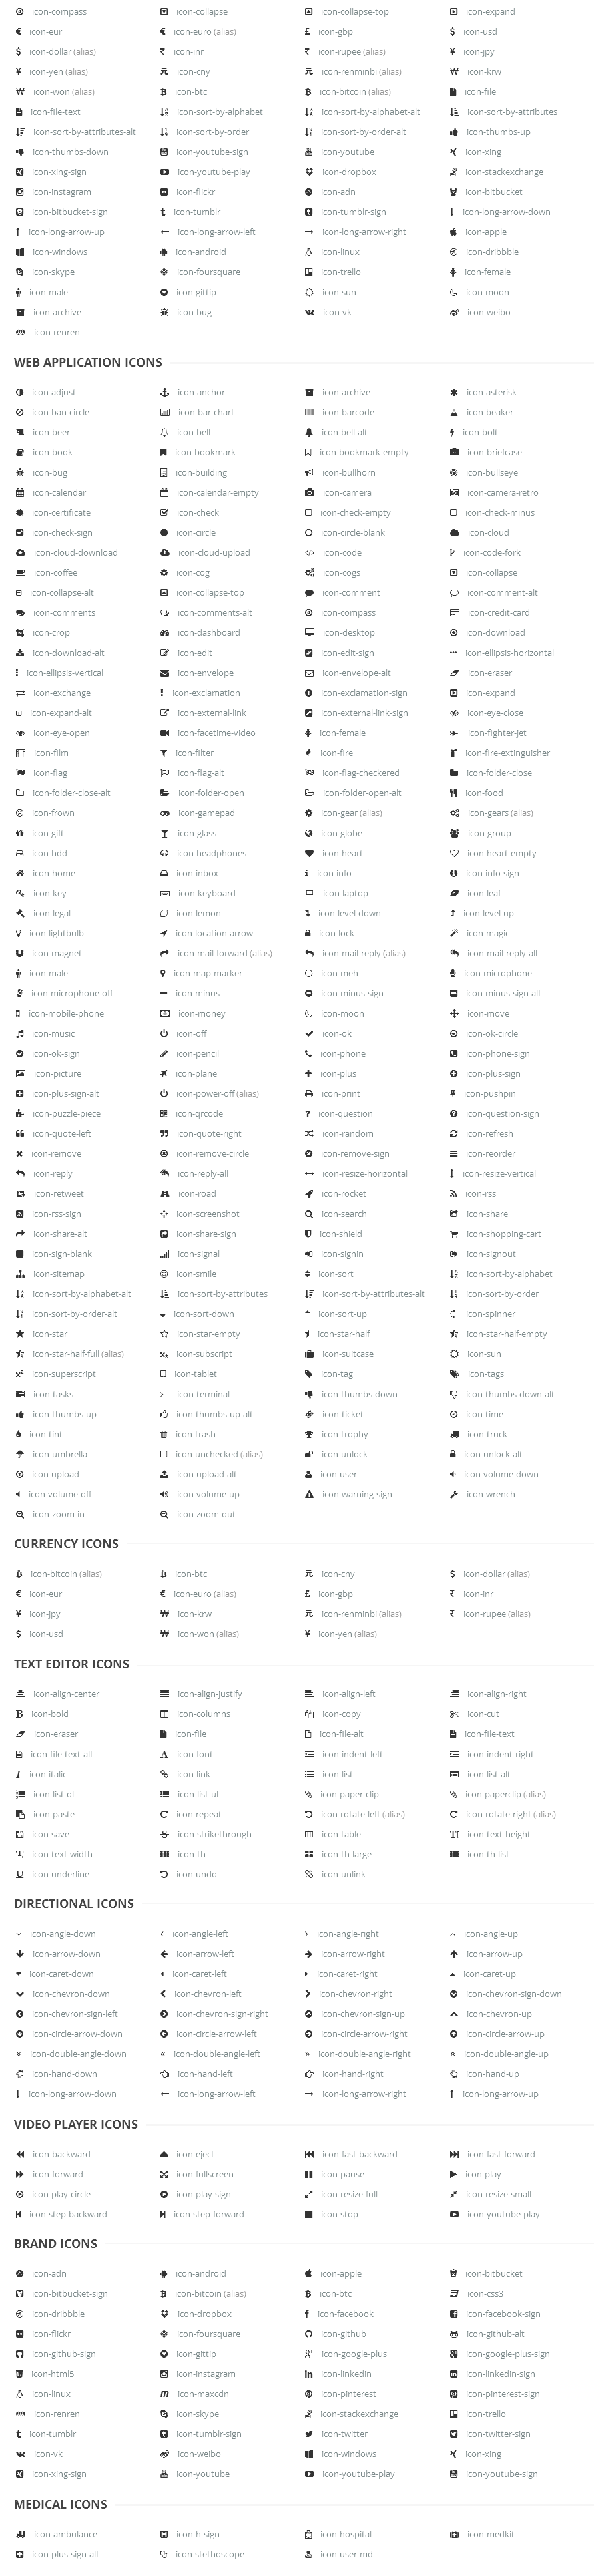 icon-compass icon-collapse icon-collapse-top icon-expand
icon-eur icon-euro (alias) icon-gbp icon-usd
icon-dollar (alias) icon-inr icon-rupee (alias) icon-jpy
icon-yen (alias) icon-cny icon-renminbi (alias) icon-krw
icon-won (alias) icon-btc icon-bitcoin (alias) icon-file
icon-file-text icon-sort-by-alphabet icon-sort-by-alphabet-alt icon-sort-by-attributes
icon-sort-by-attributes-alt icon-sort-by-order icon-sort-by-order-alt icon-thumbs-up
icon-thumbs-down icon-youtube-sign icon-youtube icon-xing
icon-xing-sign icon-youtube-play icon-dropbox icon-stackexchange
icon-instagram icon-flickr icon-adn icon-bitbucket
icon-bitbucket-sign icon-tumblr icon-tumblr-sign icon-long-arrow-down
icon-long-arrow-up icon-long-arrow-left icon-long-arrow-right icon-apple
icon-windows icon-android icon-linux icon-dribbble
icon-skype icon-foursquare icon-trello icon-female
icon-male icon-gittip icon-sun icon-moon
icon-archive icon-bug icon-vk icon-weibo
icon-renren
WEB APPLICATION ICONS
icon-adjust icon-anchor icon-archive icon-asterisk
icon-ban-circle icon-bar-chart icon-barcode icon-beaker
icon-beer icon-bell icon-bell-alt icon-bolt
icon-book icon-bookmark icon-bookmark-empty icon-briefcase
icon-bug icon-building icon-bullhorn icon-bullseye
icon-calendar icon-calendar-empty icon-camera icon-camera-retro
icon-certificate icon-check icon-check-empty icon-check-minus
icon-check-sign icon-circle icon-circle-blank icon-cloud
icon-cloud-download icon-cloud-upload icon-code icon-code-fork
icon-coffee icon-cog icon-cogs icon-collapse
icon-collapse-alt icon-collapse-top icon-comment icon-comment-alt
icon-comments icon-comments-alt icon-compass icon-credit-card
icon-crop icon-dashboard icon-desktop icon-download
icon-download-alt icon-edit icon-edit-sign icon-ellipsis-horizontal
icon-ellipsis-vertical icon-envelope icon-envelope-alt icon-eraser
icon-exchange icon-exclamation icon-exclamation-sign icon-expand
icon-expand-alt icon-external-link icon-external-link-sign icon-eye-close
icon-eye-open icon-facetime-video icon-female icon-fighter-jet
icon-film icon-filter icon-fire icon-fire-extinguisher
icon-flag icon-flag-alt icon-flag-checkered icon-folder-close
icon-folder-close-alt icon-folder-open icon-folder-open-alt icon-food
icon-frown icon-gamepad icon-gear (alias) icon-gears (alias)
icon-gift icon-glass icon-globe icon-group
icon-hdd icon-headphones icon-heart icon-heart-empty
icon-home icon-inbox icon-info icon-info-sign
icon-key icon-keyboard icon-laptop icon-leaf
icon-legal icon-lemon icon-level-down icon-level-up
icon-lightbulb icon-location-arrow icon-lock icon-magic
icon-magnet icon-mail-forward (alias) icon-mail-reply (alias) icon-mail-reply-all
icon-male icon-map-marker icon-meh icon-microphone
icon-microphone-off icon-minus icon-minus-sign icon-minus-sign-alt
icon-mobile-phone icon-money icon-moon icon-move
icon-music icon-off icon-ok icon-ok-circle
icon-ok-sign icon-pencil icon-phone icon-phone-sign
icon-picture icon-plane icon-plus icon-plus-sign
icon-plus-sign-alt icon-power-off (alias) icon-print icon-pushpin
icon-puzzle-piece icon-qrcode icon-question icon-question-sign
icon-quote-left icon-quote-right icon-random icon-refresh
icon-remove icon-remove-circle icon-remove-sign icon-reorder
icon-reply icon-reply-all icon-resize-horizontal icon-resize-vertical
icon-retweet icon-road icon-rocket icon-rss
icon-rss-sign icon-screenshot icon-search icon-share
icon-share-alt icon-share-sign icon-shield icon-shopping-cart
icon-sign-blank icon-signal icon-signin icon-signout
icon-sitemap icon-smile icon-sort icon-sort-by-alphabet
icon-sort-by-alphabet-alt icon-sort-by-attributes icon-sort-by-attributes-alt icon-sort-by-order
icon-sort-by-order-alt icon-sort-down icon-sort-up icon-spinner
icon-star icon-star-empty icon-star-half icon-star-half-empty
icon-star-half-full (alias) icon-subscript icon-suitcase icon-sun
icon-superscript icon-tablet icon-tag icon-tags
icon-tasks icon-terminal icon-thumbs-down icon-thumbs-down-alt
icon-thumbs-up icon-thumbs-up-alt icon-ticket icon-time
icon-tint icon-trash icon-trophy icon-truck
icon-umbrella icon-unchecked (alias) icon-unlock icon-unlock-alt
icon-upload icon-upload-alt icon-user icon-volume-down
icon-volume-off icon-volume-up icon-warning-sign icon-wrench
icon-zoom-in icon-zoom-out
CURRENCY ICONS
icon-bitcoin (alias) icon-btc icon-cny icon-dollar (alias)
icon-eur icon-euro (alias) icon-gbp icon-inr
icon-jpy icon-krw icon-renminbi (alias) icon-rupee (alias)
icon-usd icon-won (alias) icon-yen (alias)
TEXT EDITOR ICONS
icon-align-center icon-align-justify icon-align-left icon-align-right
icon-bold icon-columns icon-copy icon-cut
icon-eraser icon-file icon-file-alt icon-file-text
icon-file-text-alt icon-font icon-indent-left icon-indent-right
icon-italic icon-link icon-list icon-list-alt
icon-list-ol icon-list-ul icon-paper-clip icon-paperclip (alias)
icon-paste icon-repeat icon-rotate-left (alias) icon-rotate-right (alias)
icon-save icon-strikethrough icon-table icon-text-height
icon-text-width icon-th icon-th-large icon-th-list
icon-underline icon-undo icon-unlink
DIRECTIONAL ICONS
icon-angle-down icon-angle-left icon-angle-right icon-angle-up
icon-arrow-down icon-arrow-left icon-arrow-right icon-arrow-up
icon-caret-down icon-caret-left icon-caret-right icon-caret-up
icon-chevron-down icon-chevron-left icon-chevron-right icon-chevron-sign-down
icon-chevron-sign-left icon-chevron-sign-right icon-chevron-sign-up icon-chevron-up
icon-circle-arrow-down icon-circle-arrow-left icon-circle-arrow-right icon-circle-arrow-up
icon-double-angle-down icon-double-angle-left icon-double-angle-right icon-double-angle-up
icon-hand-down icon-hand-left icon-hand-right icon-hand-up
icon-long-arrow-down icon-long-arrow-left icon-long-arrow-right icon-long-arrow-up
VIDEO PLAYER ICONS
icon-backward icon-eject icon-fast-backward icon-fast-forward
icon-forward icon-fullscreen icon-pause icon-play
icon-play-circle icon-play-sign icon-resize-full icon-resize-small
icon-step-backward icon-step-forward icon-stop icon-youtube-play
BRAND ICONS
icon-adn icon-android icon-apple icon-bitbucket
icon-bitbucket-sign icon-bitcoin (alias) icon-btc icon-css3
icon-dribbble icon-dropbox icon-facebook icon-facebook-sign
icon-flickr icon-foursquare icon-github icon-github-alt
icon-github-sign icon-gittip icon-google-plus icon-google-plus-sign
icon-html5 icon-instagram icon-linkedin icon-linkedin-sign
icon-linux icon-maxcdn icon-pinterest icon-pinterest-sign
icon-renren icon-skype icon-stackexchange icon-trello
icon-tumblr icon-tumblr-sign icon-twitter icon-twitter-sign
icon-vk icon-weibo icon-windows icon-xing
icon-xing-sign icon-youtube icon-youtube-play icon-youtube-sign
MEDICAL ICONS
icon-ambulance icon-h-sign icon-hospital icon-medkit
icon-plus-sign-alt icon-stethoscope icon-user-md